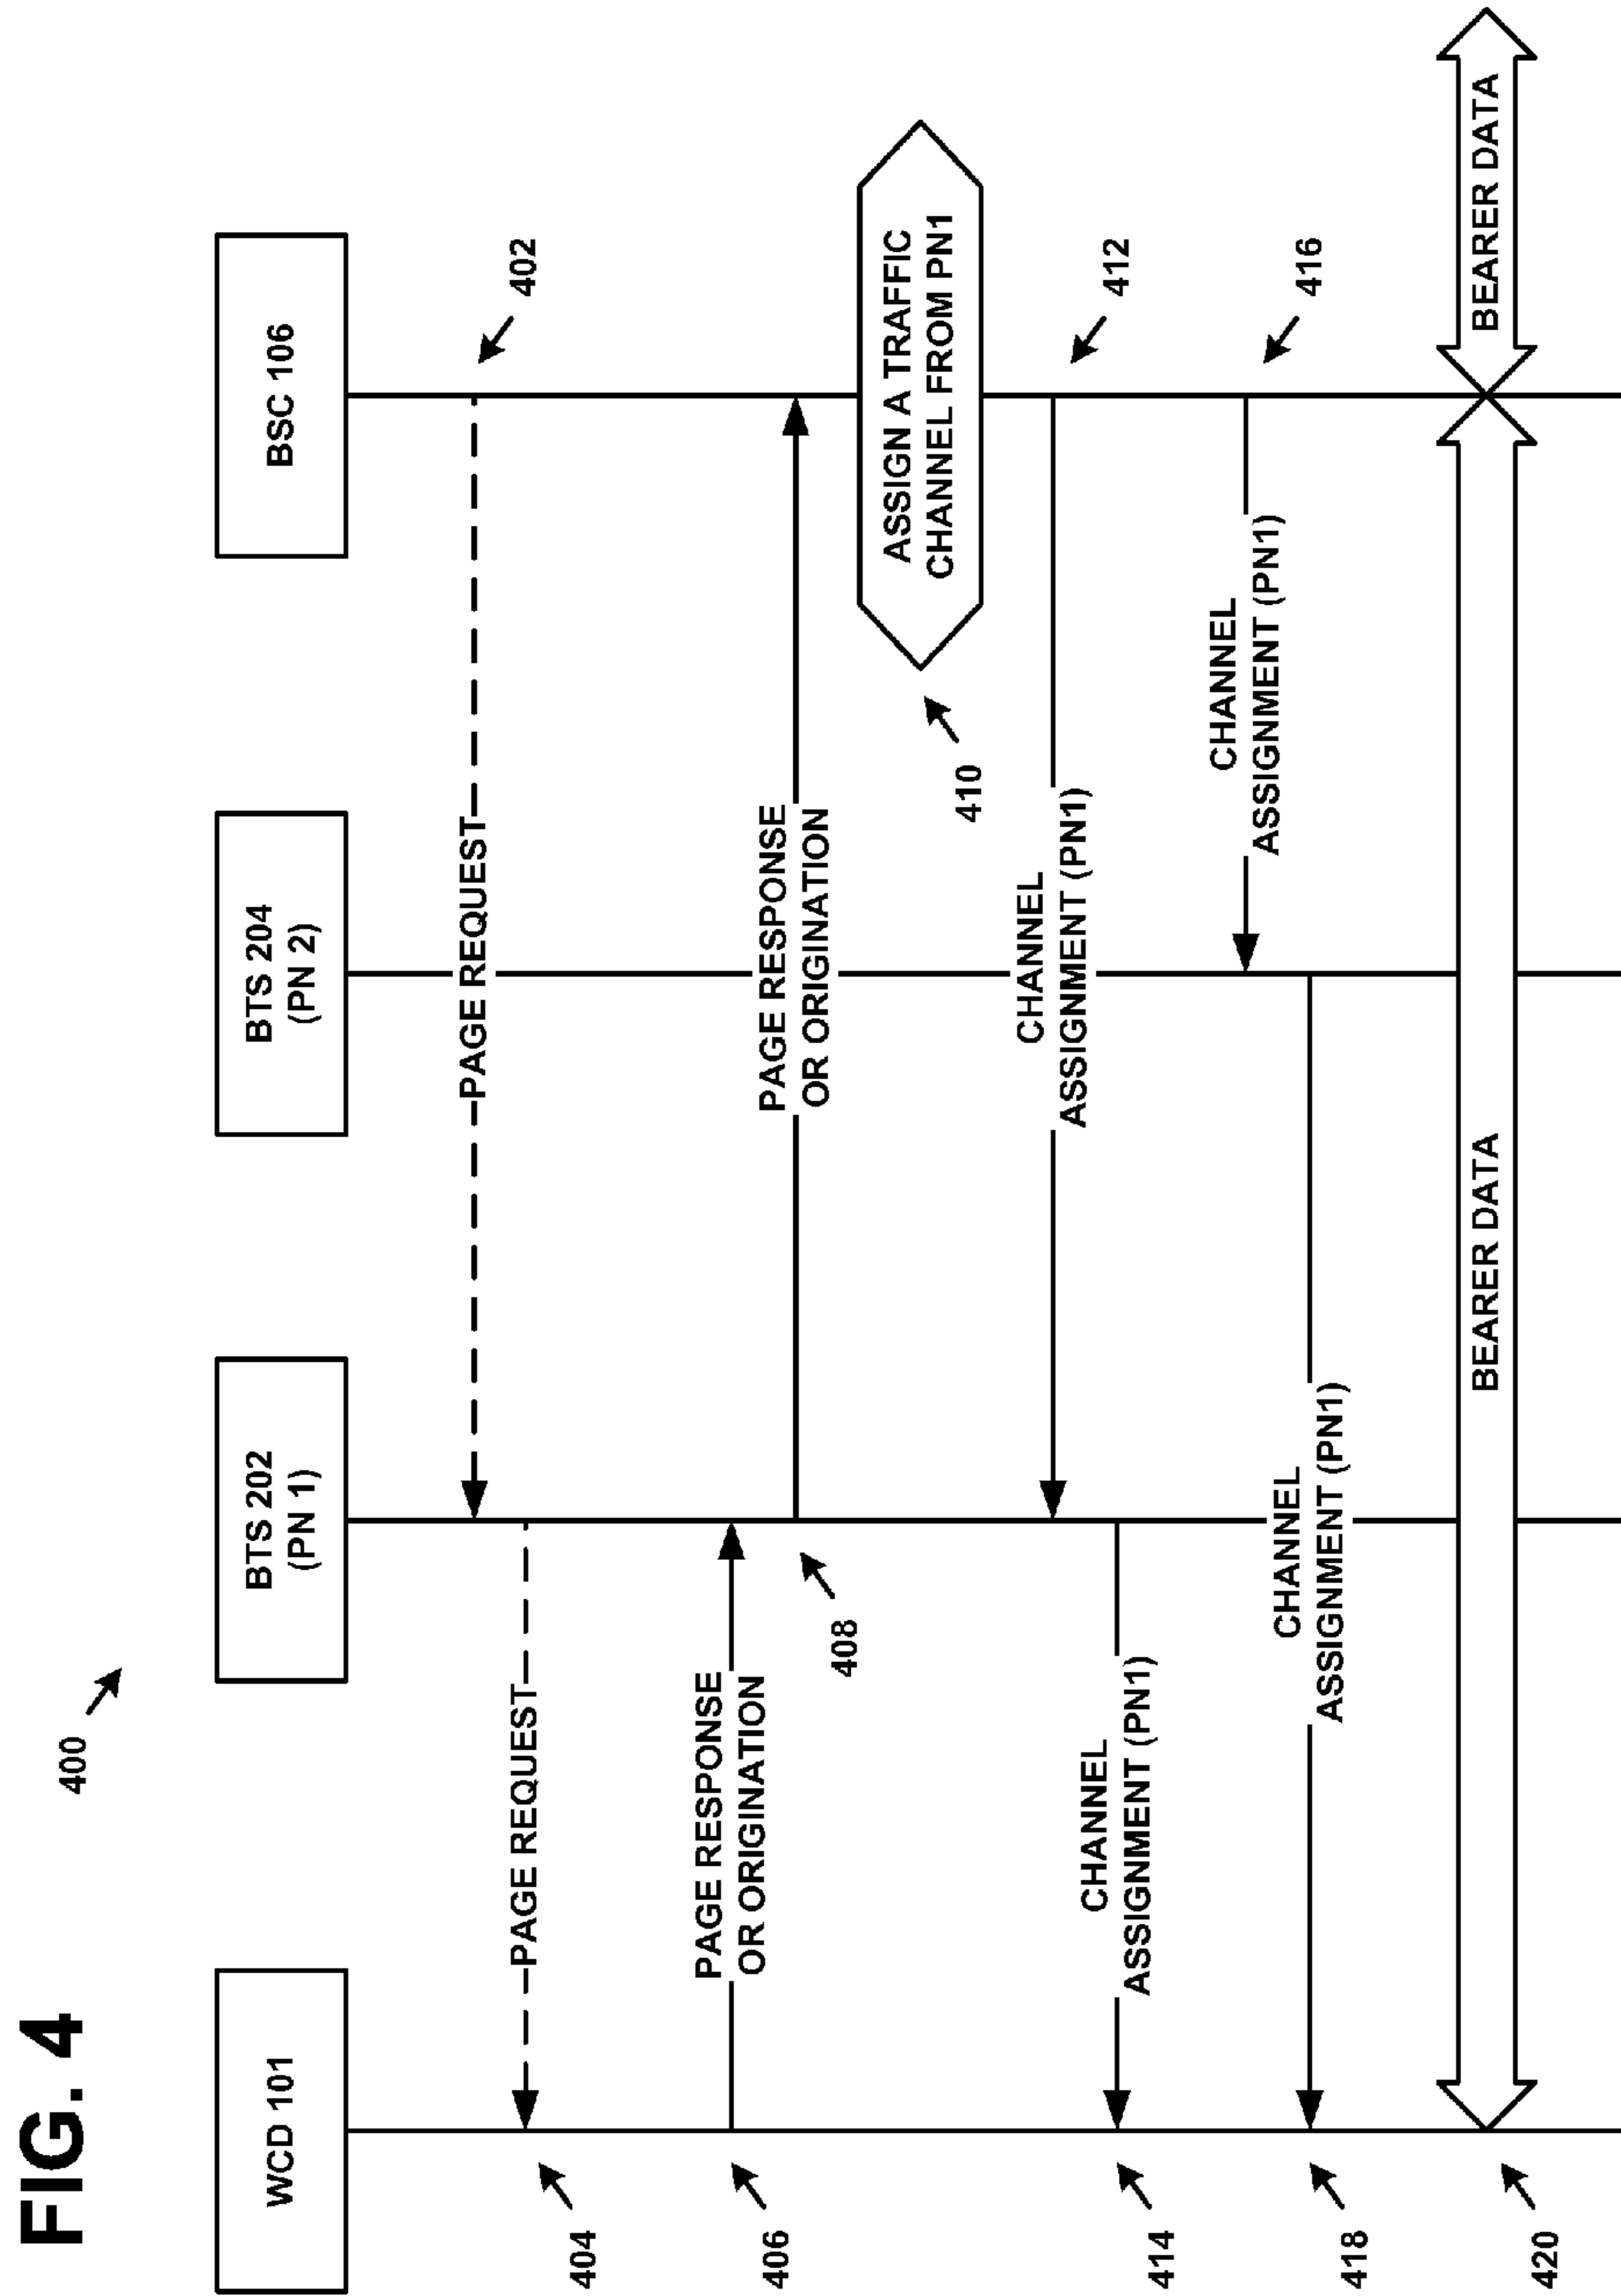 FIG. 4
400
WCD 101
BTS 202
(PN 1)
BTS 204
(PN 2)
BSC 106
PAGE REQUEST
402
PAGE REQUEST
404
PAGE RESPONSE
OR ORIGINATION
406
PAGE RESPONSE
OR ORIGINATION
408
ASSIGN A TRAFFIC
CHANNEL FROM PN1
410
CHANNEL
ASSIGNMENT (PN1)
412
CHANNEL
ASSIGNMENT (PN1)
414
CHANNEL
ASSIGNMENT (PN1)
416
CHANNEL
ASSIGNMENT (PN1)
418
BEARER DATA
BEARER DATA
420